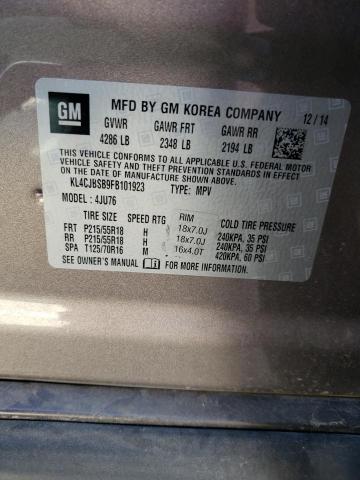 GM MFD BY GM KOREA COMPANY 12/14
GVWR GAWR FRT GAWR RR
4286 LB 2348 LB 2194 LB
THIS VEHICLE CONFORMS TO ALL APPLICABLE U.S. FEDERAL MOTOR
VEHICLE SAFETY AND THEFT PREVENTION STANDARDS IN EFFECT ON
THE DATE OF MANUFACTURE SHOWN ABOVE.
KL4CJBSB9FB101923 TYPE: MPV
MODEL: 4JU76
TIRE SIZE SPEED RTG RIM COLD TIRE PRESSURE
FRT P215/55R18 H 18x7.0J 240KPA, 35 PSI
RR P215/55R18 H 18x7.0J 240KPA, 35 PSI
SPA T125/70R16 M 16x4.0T 420KPA, 60 PSI
SEE OWNER'S MANUAL FOR MORE INFORMATION